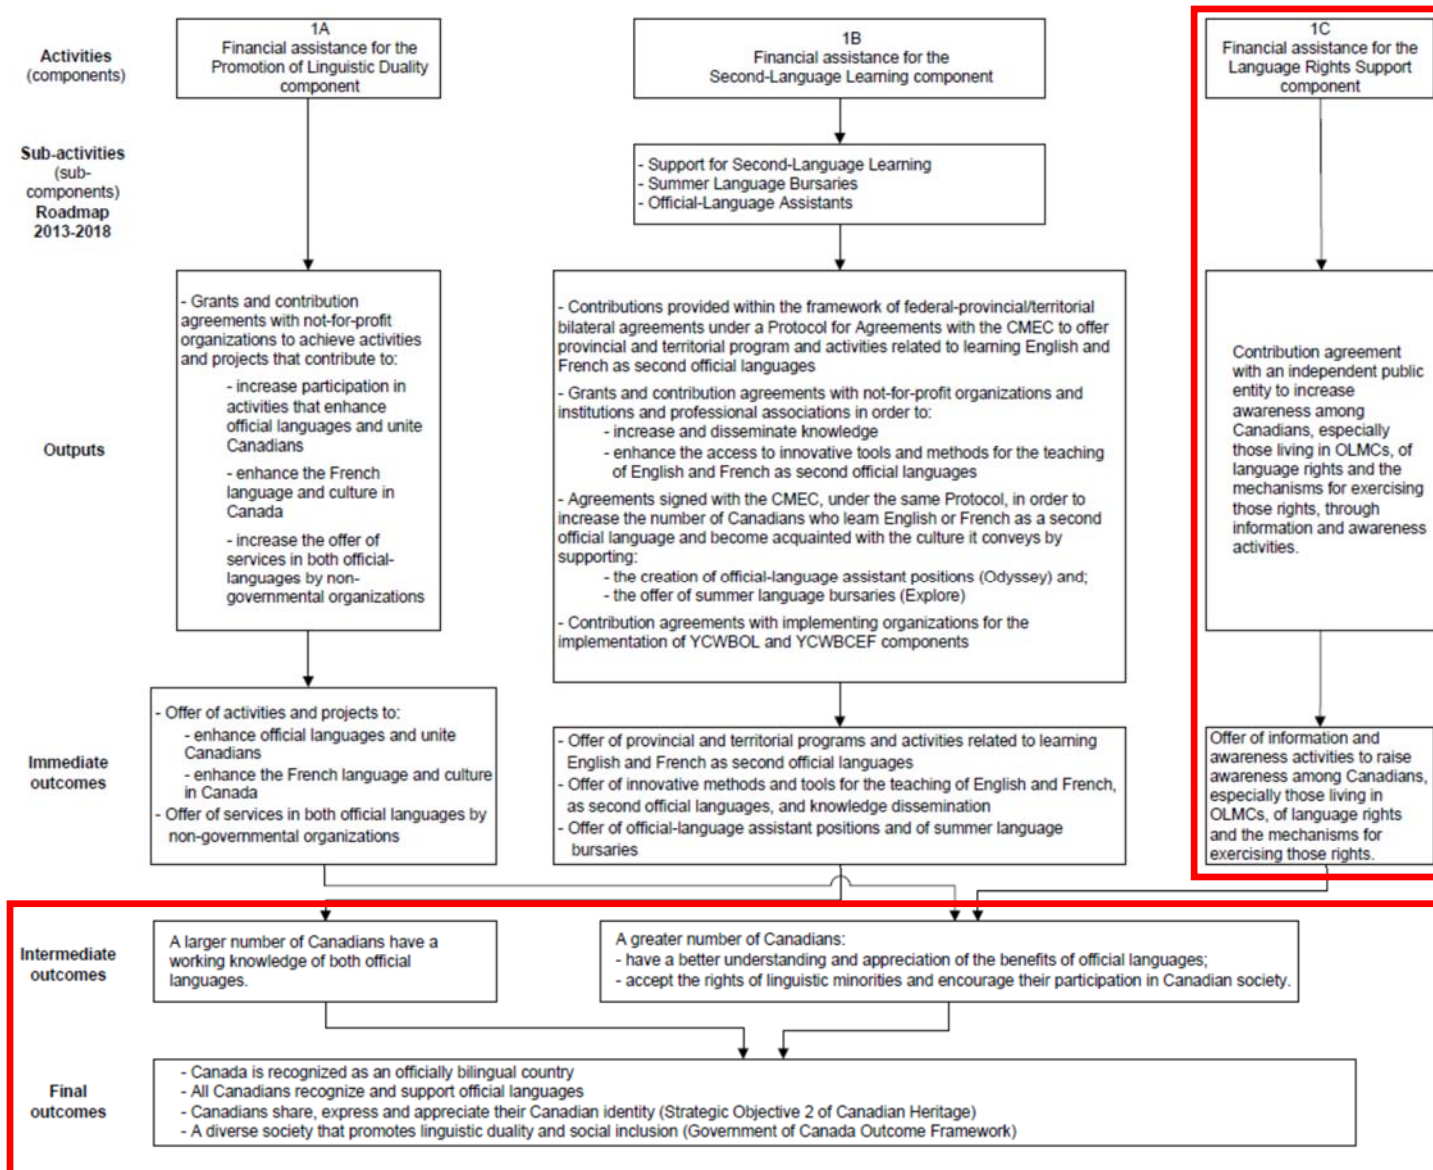 Activities
(components)
1A
Financial assistance for the
Promotion of Linguistic Duality
component
1B
Financial assistance for the
Second-Language Learning component
1C
Financial assistance for the
Language Rights Support
component
Sub-activities
(sub-
components)
Roadmap
2013-2018
- Support for Second-Language Learning
- Summer Language Bursaries
- Official-Language Assistants
Outputs
- Grants and contribution
agreements with not-for-profit
organizations to achieve activities
and projects that contribute to:
- increase participation in
activities that enhance
official languages and unite
Canadians
- enhance the French
language and culture in
Canada
- increase the offer of
services in both official-
languages by non-
governmental organizations
- Contributions provided within the framework of federal-provincial/territorial
bilateral agreements under a Protocol for Agreements with the CMEC to offer
provincial and territorial program and activities related to learning English and
French as second official languages
- Grants and contribution agreements with not-for-profit organizations and
institutions and professional associations in order to:
- increase and disseminate knowledge
- enhance the access to innovative tools and methods for the teaching
of English and French as second official languages
- Agreements signed with the CMEC, under the same Protocol, in order to
increase the number of Canadians who learn English or French as a second
official language and become acquainted with the culture it conveys by
supporting:
- the creation of official-language assistant positions (Odyssey) and;
- the offer of summer language bursaries (Explore)
- Contribution agreements with implementing organizations for the
implementation of YCWBOL and YCWBCEF components
Contribution agreement
with an independent public
entity to increase
awareness among
Canadians, especially
those living in OLMCs, of
language rights and the
mechanisms for exercising
those rights, through
information and awareness
activities.
Immediate
outcomes
- Offer of activities and projects to:
- enhance official languages and unite
Canadians
- enhance the French language and culture
in Canada
- Offer of services in both official languages by
non-governmental organizations
- Offer of provincial and territorial programs and activities related to learning
English and French as second official languages
- Offer of innovative methods and tools for the teaching of English and French,
as second official languages, and knowledge dissemination
- Offer of official-language assistant positions and of summer language
bursaries
Offer of information and
awareness activities to raise
awareness among Canadians,
especially those living in
OLMCs, of language rights
and the mechanisms for
exercising those rights.
Intermediate
outcomes
A larger number of Canadians have a
working knowledge of both official
languages.
A greater number of Canadians:
- have a better understanding and appreciation of the benefits of official languages;
- accept the rights of linguistic minorities and encourage their participation in Canadian society.
Final
outcomes
- Canada is recognized as an officially bilingual country
- All Canadians recognize and support official languages
- Canadians share, express and appreciate their Canadian identity (Strategic Objective 2 of Canadian Heritage)
- A diverse society that promotes linguistic duality and social inclusion (Government of Canada Outcome Framework)